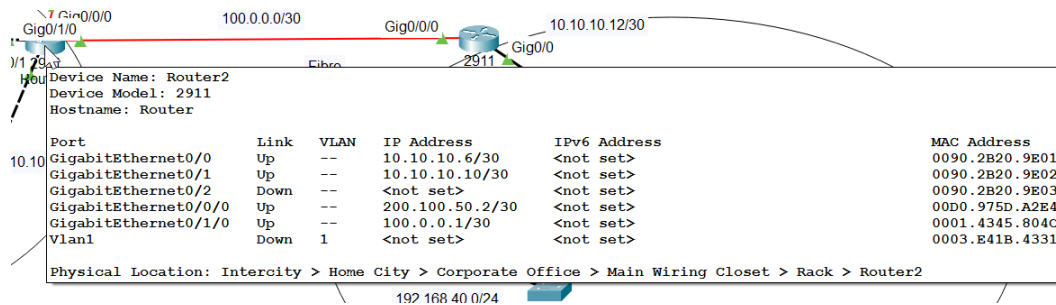 Gig0/0/0
100.0.0.0/30
Gig0/0/0
10.10.10.12/30
Gig0/1/0
Gig0/0
2911
Fibro
Device Name: Router2
Device Model: 2911
Hostname: Router
Port Link VLAN IP Address IPv6 Address MAC Address
GigabitEthernet0/0 Up -- 10.10.10.6/30 <not set> 0090.2B20.9E01
GigabitEthernet0/1 Up -- 10.10.10.10/30 <not set> 0090.2B20.9E02
GigabitEthernet0/2 Down -- <not set> <not set> 0090.2B20.9E03
GigabitEthernet0/0/0 Up -- 200.100.50.2/30 <not set> 00D0.975D.A2E4
GigabitEthernet0/1/0 Up -- 100.0.0.1/30 <not set> 0001.4345.804C
Vlan1 Down 1 <not set> <not set> 0003.E41B.4331
10.10
Physical Location: Intercity > Home City > Corporate Office > Main Wiring Closet > Rack > Router2
192.168.40.0/24